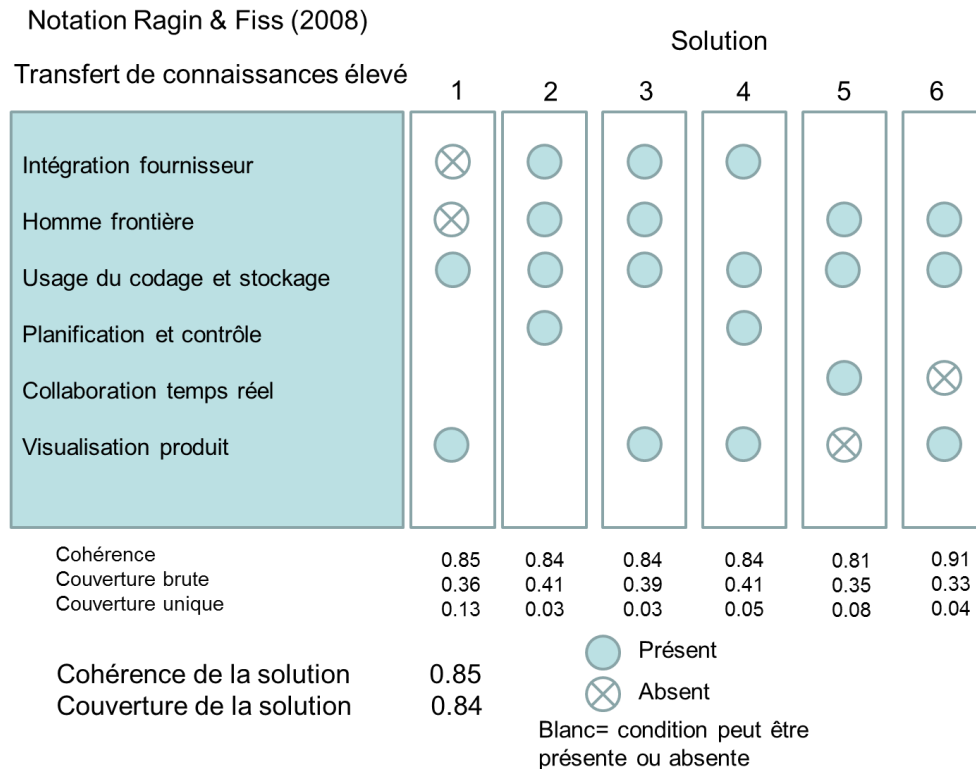 Notation Ragin & Fiss (2008)
Solution
Transfert de connaissances élevé
1 2 3 4 5 6
Intégration fournisseur
Homme frontière
Usage du codage et stockage
Planification et contrôle
Collaboration temps réel
Visualisation produit
Cohérence 0.85 0.84 0.84 0.84 0.81 0.91
Couverture brute 0.36 0.41 0.39 0.41 0.35 0.33
Couverture unique 0.13 0.03 0.03 0.05 0.08 0.04
Cohérence de la solution 0.85
Couverture de la solution 0.84
Présent
Absent
Blanc= condition peut être
présente ou absente